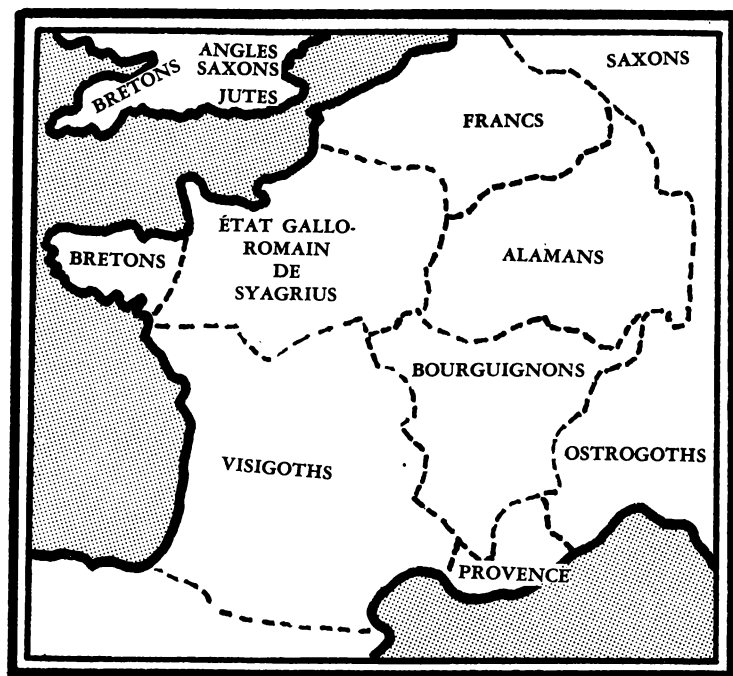 ANGLES
SAXONS
JUTES
BRETONS
SAXONS
FRANCS
ÉTAT GALLO-
ROMAIN
DE
SYAGRIUS
BRETONS
ALAMANS
BOURGUIGNONS
VISIGOTHS
OSTROGOTHS
PROVENCE